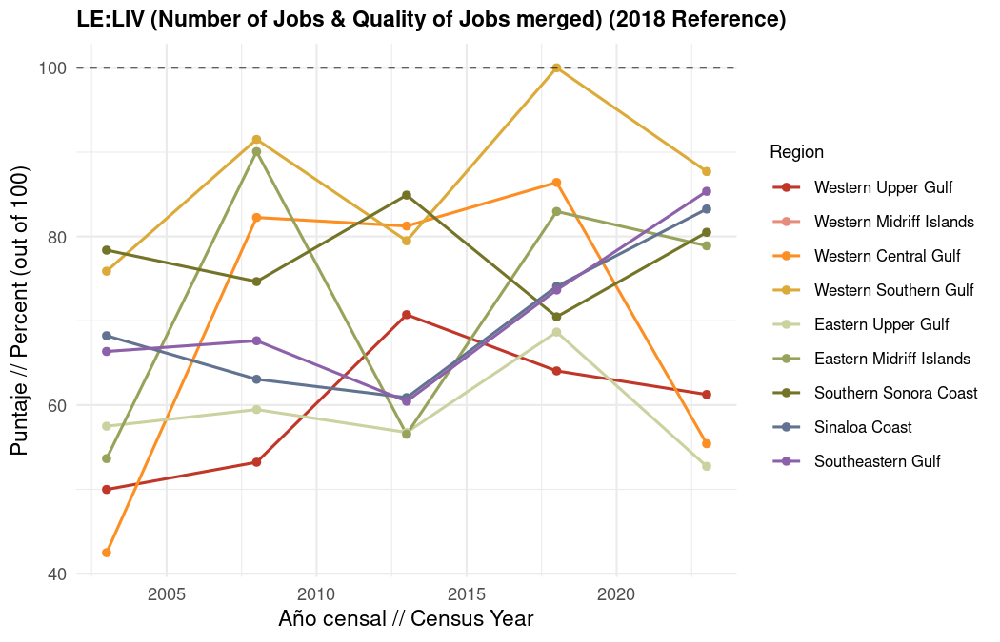 LE:LIV (Number of Jobs & Quality of Jobs merged) (2018 Reference)
100
80
60
40
Puntaje // Percent (out of 100)
2005
2010
2015
2020
Año censal // Census Year
Region
Western Upper Gulf
Western Midriff Islands
Western Central Gulf
Western Southern Gulf
Eastern Upper Gulf
Eastern Midriff Islands
Southern Sonora Coast
Sinaloa Coast
Southeastern Gulf